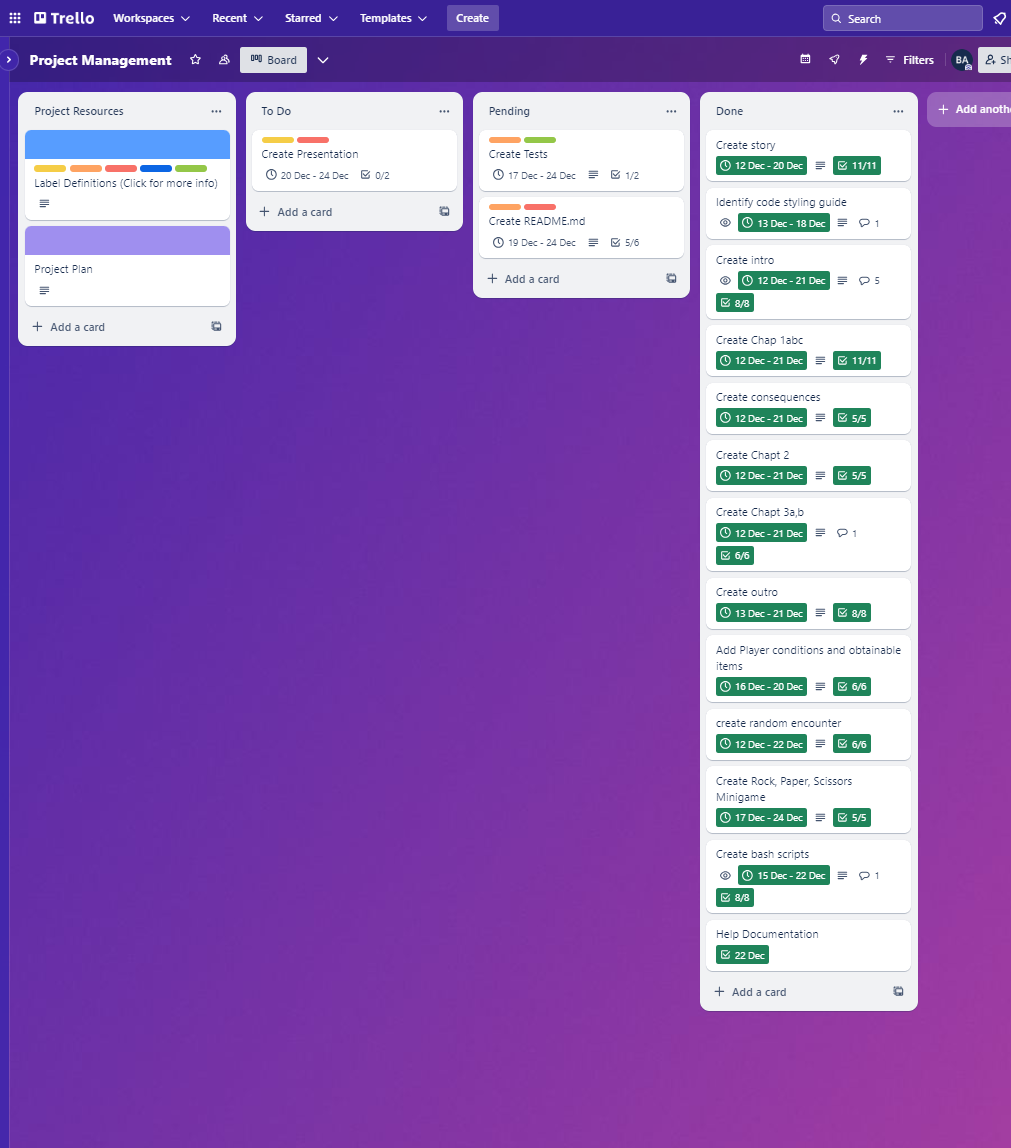 Trello
Workspaces
Recent
Starred
Templates
Create
Search
Project Management
Board
Filters
BA
Sh
Project Resources
Label Definitions (Click for more info)
Project Plan
+ Add a card
To Do
Create Presentation
20 Dec - 24 Dec 0/2
+ Add a card
Pending
Create Tests
17 Dec - 24 Dec 1/2
Create README.md
19 Dec - 24 Dec 5/6
+ Add a card
Done
Create story
12 Dec - 20 Dec 11/11
Identify code styling guide
13 Dec - 18 Dec 1
Create intro
12 Dec - 21 Dec 5
8/8
Create Chap 1abc
12 Dec - 21 Dec 11/11
Create consequences
12 Dec - 21 Dec 5/5
Create Chapt 2
12 Dec - 21 Dec 5/5
Create Chapt 3a,b
12 Dec - 21 Dec 1
6/6
Create outro
13 Dec - 21 Dec 8/8
Add Player conditions and obtainable
items
16 Dec - 20 Dec 6/6
create random encounter
12 Dec - 22 Dec 6/6
Create Rock, Paper, Scissors
Minigame
17 Dec - 24 Dec 5/5
Create bash scripts
15 Dec - 22 Dec 1
8/8
Help Documentation
22 Dec
+ Add a card
+ Add anothe